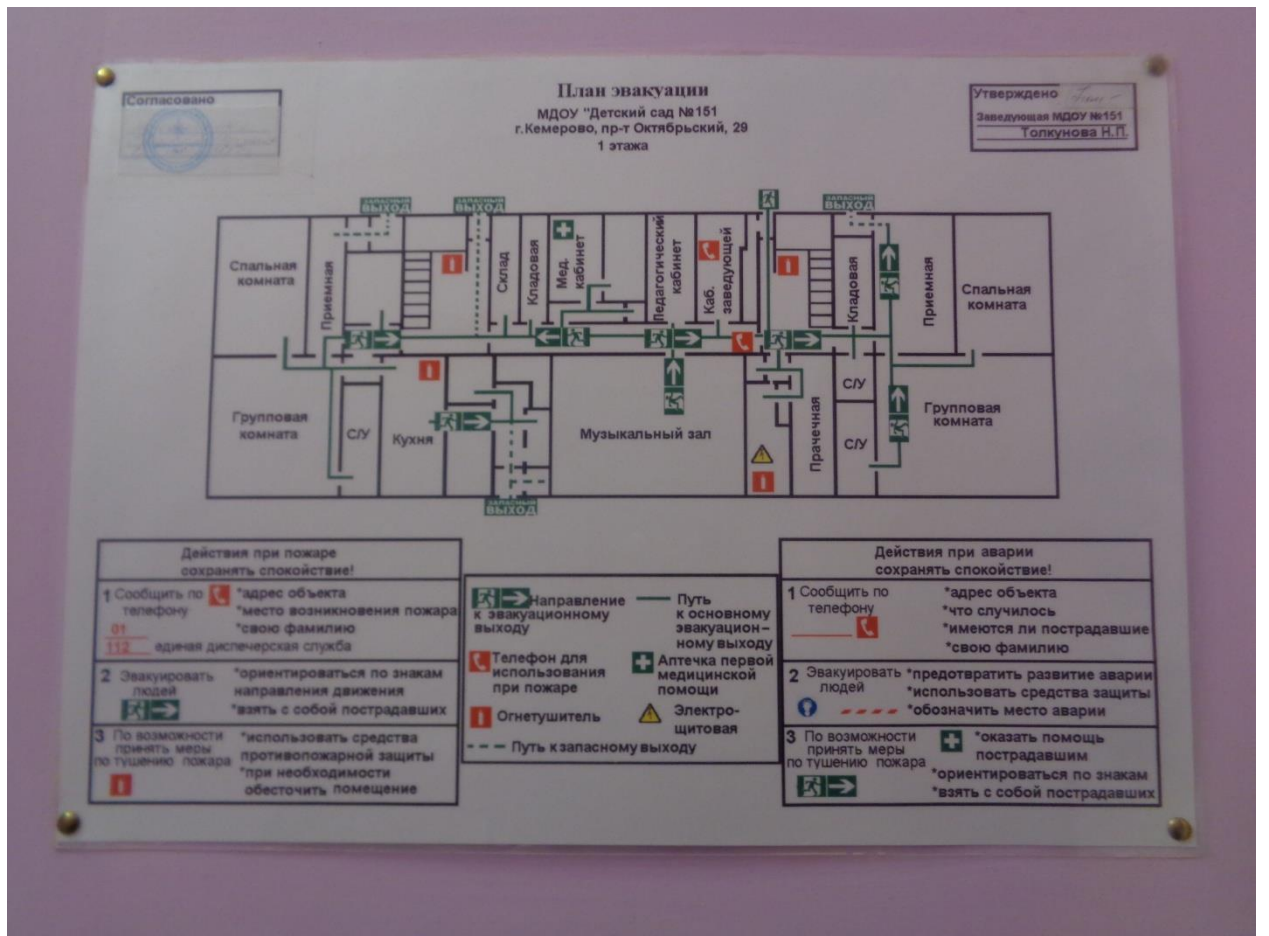 План эвакуации
МДОУ "Детский сад №151
г.Кемерово, пр-т Октябрьский, 29
1 этажа
Согласовано
Утверждено
Заведующая МДОУ №151
Толкунова Н.П.
ЗАПАСНЫЙ
ВЫХОД
ЗАПАСНЫЙ
ВЫХОД
ЗАПАСНЫЙ
ВЫХОД
Спальная
комната
Приемная
Склад
Кладовая
Мед.
кабинет
Педагогический
кабинет
Каб.
заведующей
Кладовая
Приемная
Спальная
комната
Групповая
комната
С/У
Кухня
Музыкальный зал
Прачечная
С/У
С/У
Групповая
комната
ЗАПАСНЫЙ
ВЫХОД
Действия при пожаре
сохранять спокойствие!
1 Сообщить по
телефону
01
112 единая диспечерская служба
*адрес объекта
*место возникновения пожара
*свою фамилию
2 Эвакуировать
людей
*ориентироваться по знакам
направления движения
*взять с собой пострадавших
3 По возможности
принять меры
по тушению пожара
*использовать средства
противопожарной защиты
*при необходимости
обесточить помещение
Направление
к эвакуационному
выходу
Путь
к основному
эвакуацион-
ному выходу
Телефон для
использования
при пожаре
Аптечка первой
медицинской
помощи
Огнетушитель
Электро-
щитовая
Путь к запасному выходу
Действия при аварии
сохранять спокойствие!
1 Сообщить по
телефону
*адрес объекта
*что случилось
*имеются ли пострадавшие
*свою фамилию
2 Эвакуировать
людей
*предотвратить развитие аварии
*использовать средства защиты
*обозначить место аварии
3 По возможности
принять меры
по тушению пожара
*оказать помощь
пострадавшим
*ориентироваться по знакам
*взять с собой пострадавших